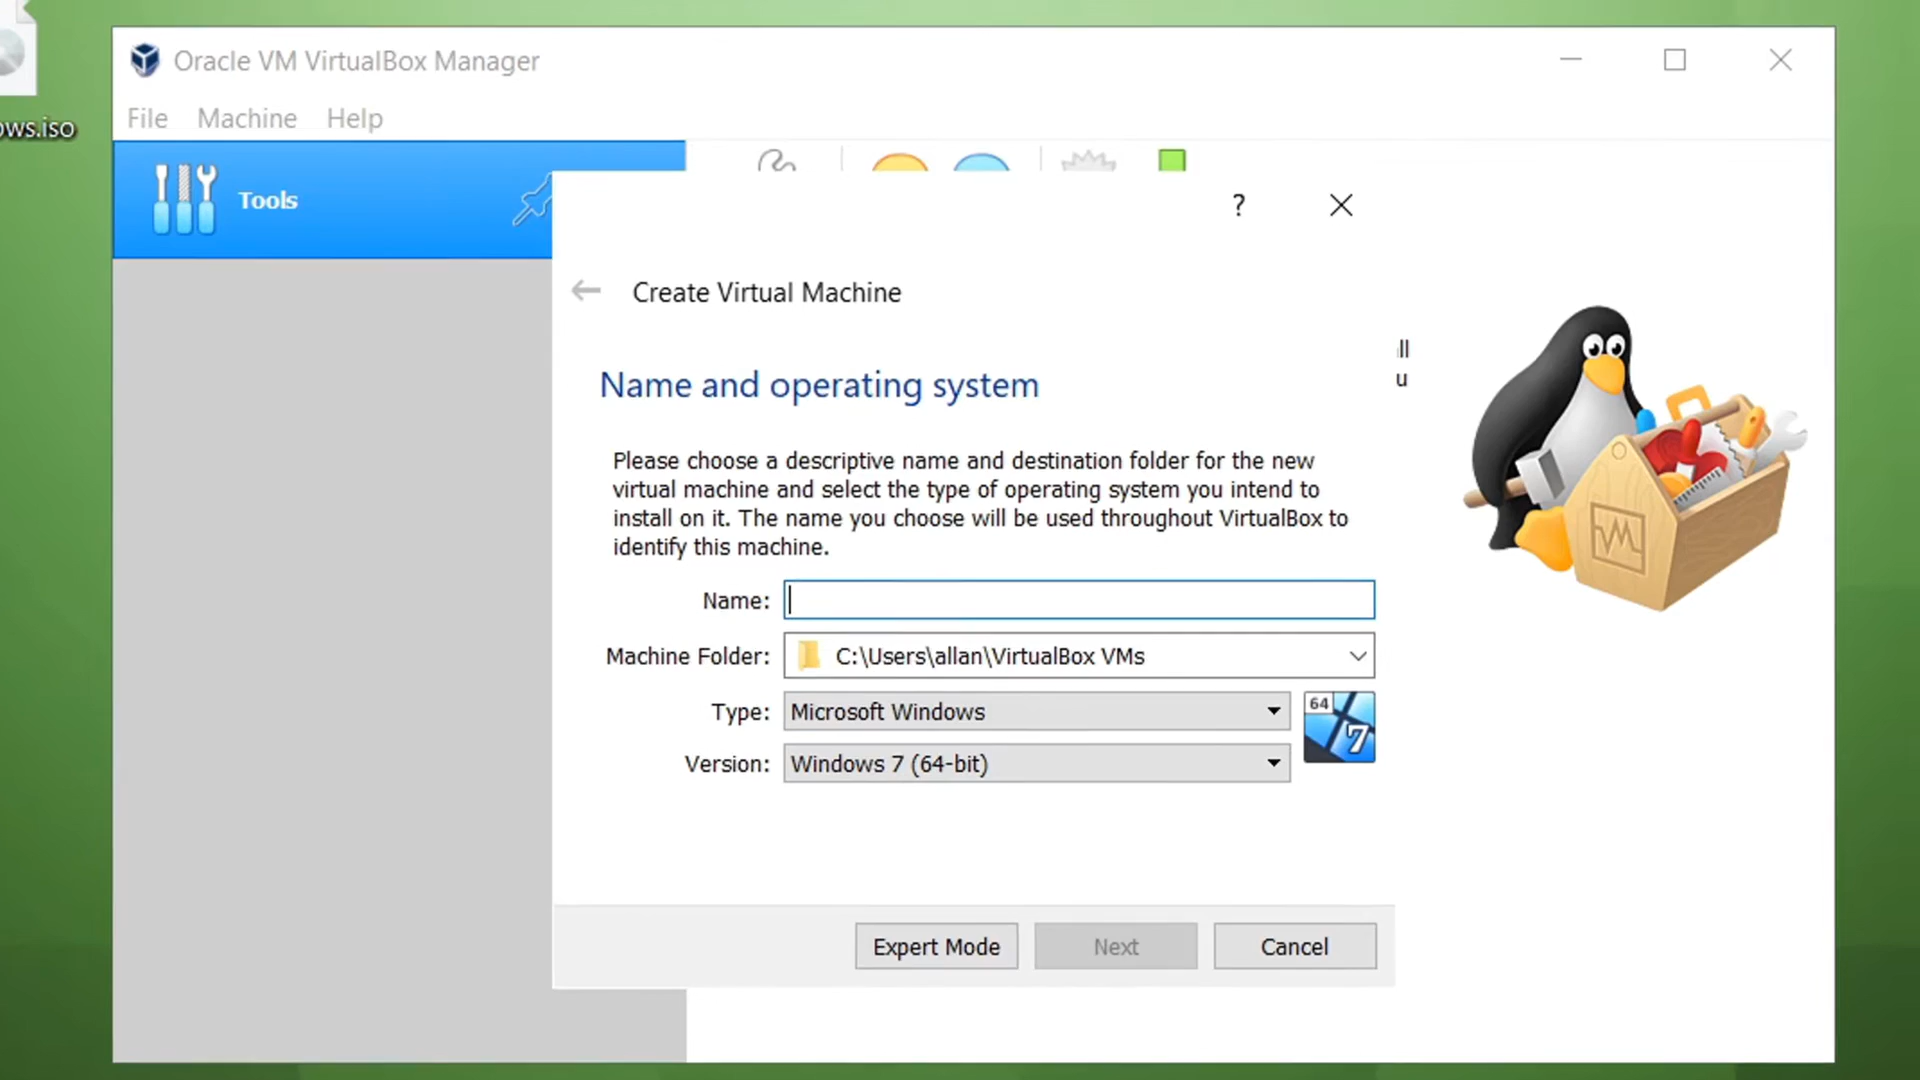 Oracle VM VirtualBox Manager
File Machine Help
ows.iso
Tools
?
Create Virtual Machine
ll
u
Name and operating system
Please choose a descriptive name and destination folder for the new
virtual machine and select the type of operating system you intend to
install on it. The name you choose will be used throughout VirtualBox to
identify this machine.
Name:
Machine Folder: C:\Users\allan\VirtualBox VMs
Type: Microsoft Windows
64
7
Version: Windows 7 (64-bit)
Expert Mode Next Cancel